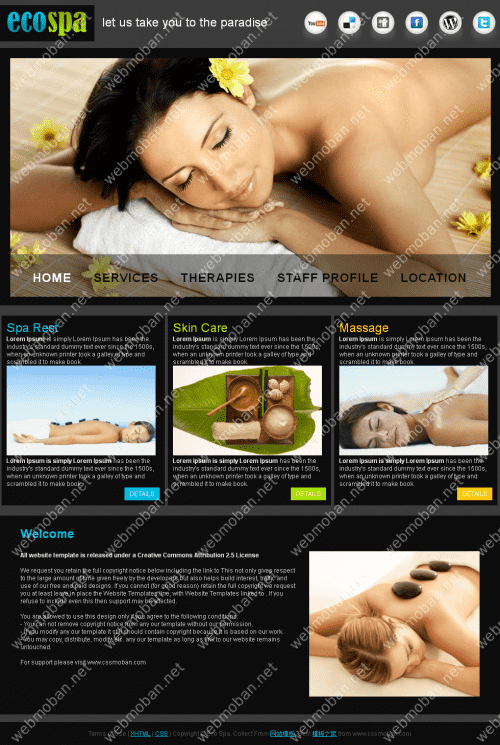 ecospa let us take you to the paradise
You Tube
HOME SERVICES THERAPIES STAFF PROFILE LOCATION
Spa Rest
Lorem Ipsum is simply Lorem Ipsum has been the
industry's standard dummy text ever since the 1500s,
when an unknown printer took a galley of type and
scrambled it to make book.
Lorem Ipsum is simply Lorem Ipsum has been the
industry's standard dummy text ever since the 1500s,
when an unknown printer took a galley of type and
scrambled it to make book.
DETAILS
Skin Care
Lorem Ipsum is simply Lorem Ipsum has been the
industry's standard dummy text ever since the 1500s,
when an unknown printer took a galley of type and
scrambled it to make book.
Lorem Ipsum is simply Lorem Ipsum has been the
industry's standard dummy text ever since the 1500s,
when an unknown printer took a galley of type and
scrambled it to make book.
DETAILS
Massage
Lorem Ipsum is simply Lorem Ipsum has been the
industry's standard dummy text ever since the 1500s,
when an unknown printer took a galley of type and
scrambled it to make book.
Lorem Ipsum is simply Lorem Ipsum has been the
industry's standard dummy text ever since the 1500s,
when an unknown printer took a galley of type and
scrambled it to make book.
DETAILS
Welcome
All website template is released under a Creative Commons Attribution 2.5 License
We request you retain the full copyright notice below including the link to This not only gives respect
to the large amount of time given freely by the developers but also helps build interest, traffic and
use of our free and paid designs. If you cannot (for good reason) retain the full copyright we request
you at least leave in place the Website Templates line, with Website Templates linked to . If you
refuse to include even this then support may be affected.
You are allowed to use this design only if you agree to the following conditions:
- You can not remove copyright notice from any our template without our permission.
- If you modify any our template it still should contain copyright because it is based on our work.
- You may copy, distribute, modify, etc. any our template as long as link to our website remains
untouched.
For support please visit www.cssmoban.com
XHTML | CSS | Copyright Eco Spa. Collect From 网站模板 模板之家 from www.cssmoban.com
webmoban.net